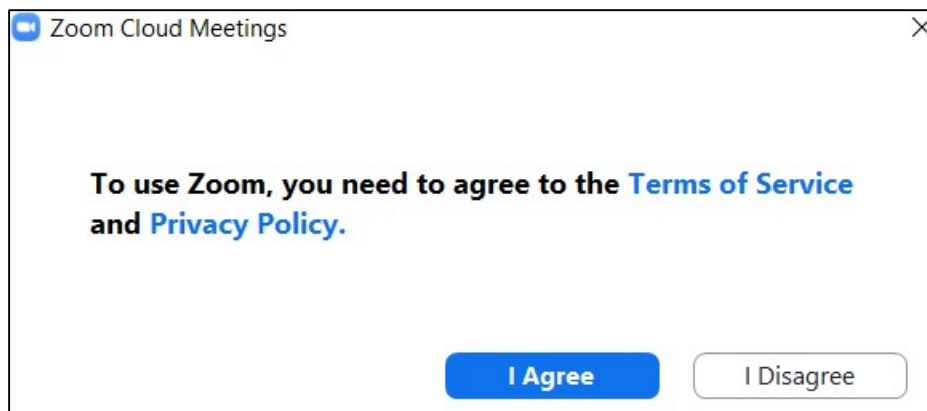 Zoom Cloud Meetings
To use Zoom, you need to agree to the Terms of Service
and Privacy Policy.
I Agree
I Disagree